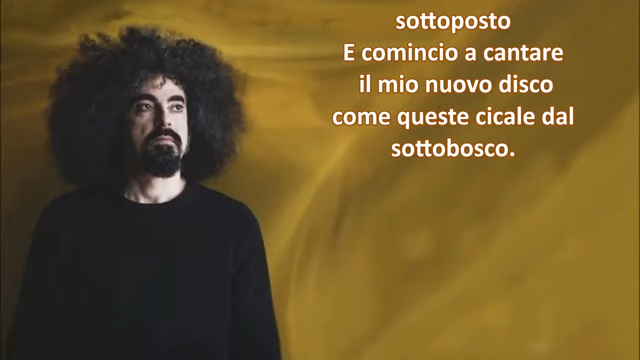 sottoposto
E comincio a cantare
il mio nuovo disco
come queste cicale dal
sottobosco.